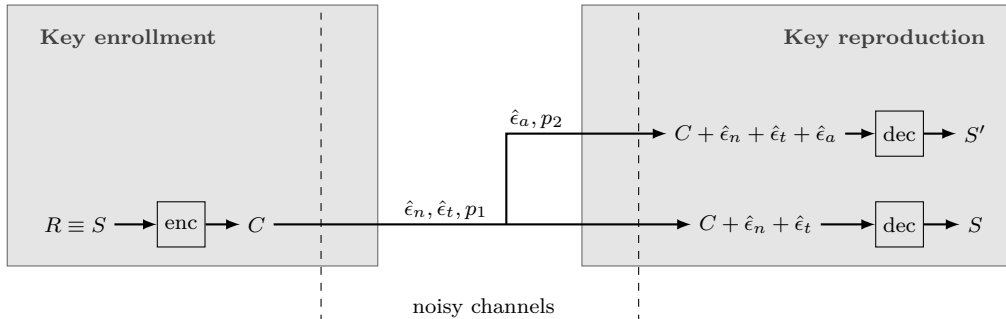 Key enrollment
Key reproduction
ϵ̂ₐ, p₂
C + ϵ̂ₙ + ϵ̂ₜ + ϵ̂ₐ
dec
S′
R ≡ S
enc
C
ϵ̂ₙ, ϵ̂ₜ, p₁
C + ϵ̂ₙ + ϵ̂ₜ
dec
S
noisy channels